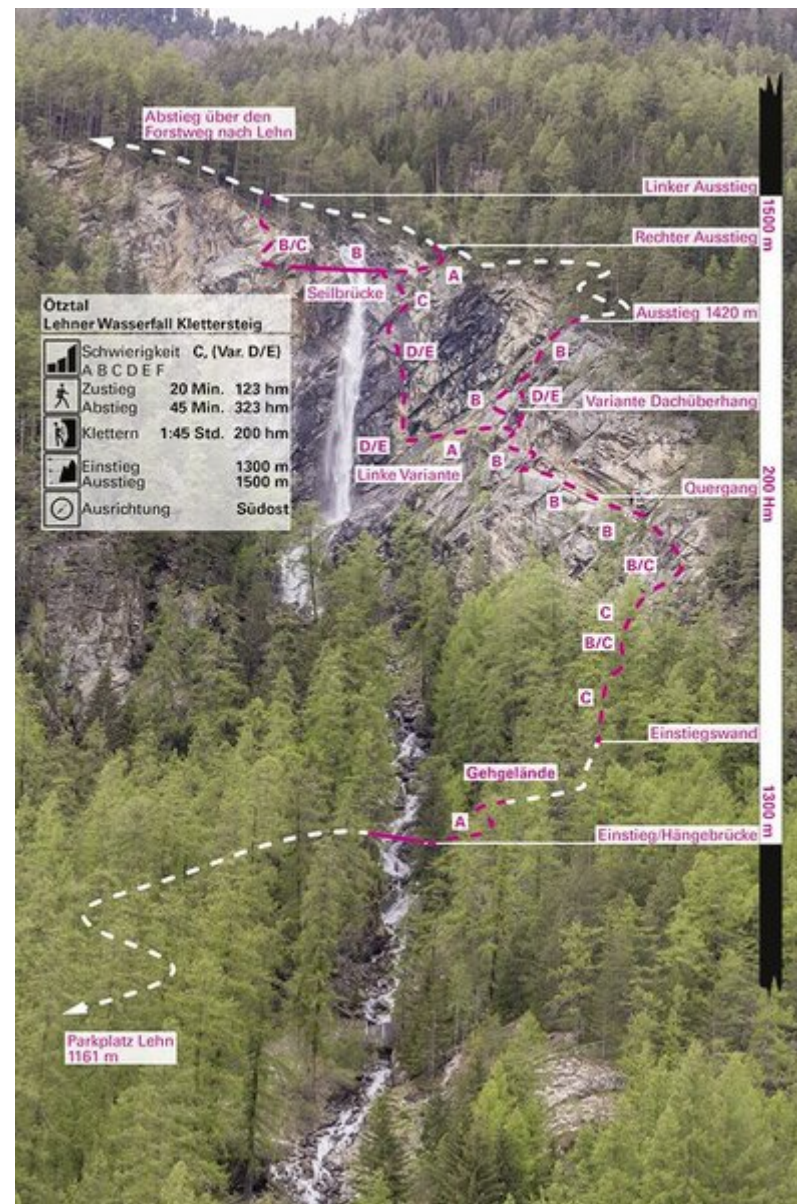 Abstieg über den
Forstweg nach Lehn
Linker Ausstieg
1500 m
Rechter Ausstieg
B/C
B
A
Seilbrücke
C
Ausstieg 1420 m
Ötztal
Lehner Wasserfall Klettersteig
Schwierigkeit C, (Var. D/E)
A B C D E F
Zustieg 20 Min. 123 hm
Abstieg 45 Min. 323 hm
Klettern 1:45 Std. 200 hm
Einstieg 1300 m
Ausstieg 1500 m
Ausrichtung Südost
D/E
B
D/E
B
Variante Dachüberhang
D/E
A
B
Linke Variante
Quergang
200 Hm
B
B
B/C
C
B/C
C
Einstiegswand
Gehgelände
1300 m
A
Einstieg/Hängebrücke
Parkplatz Lehn
1161 m